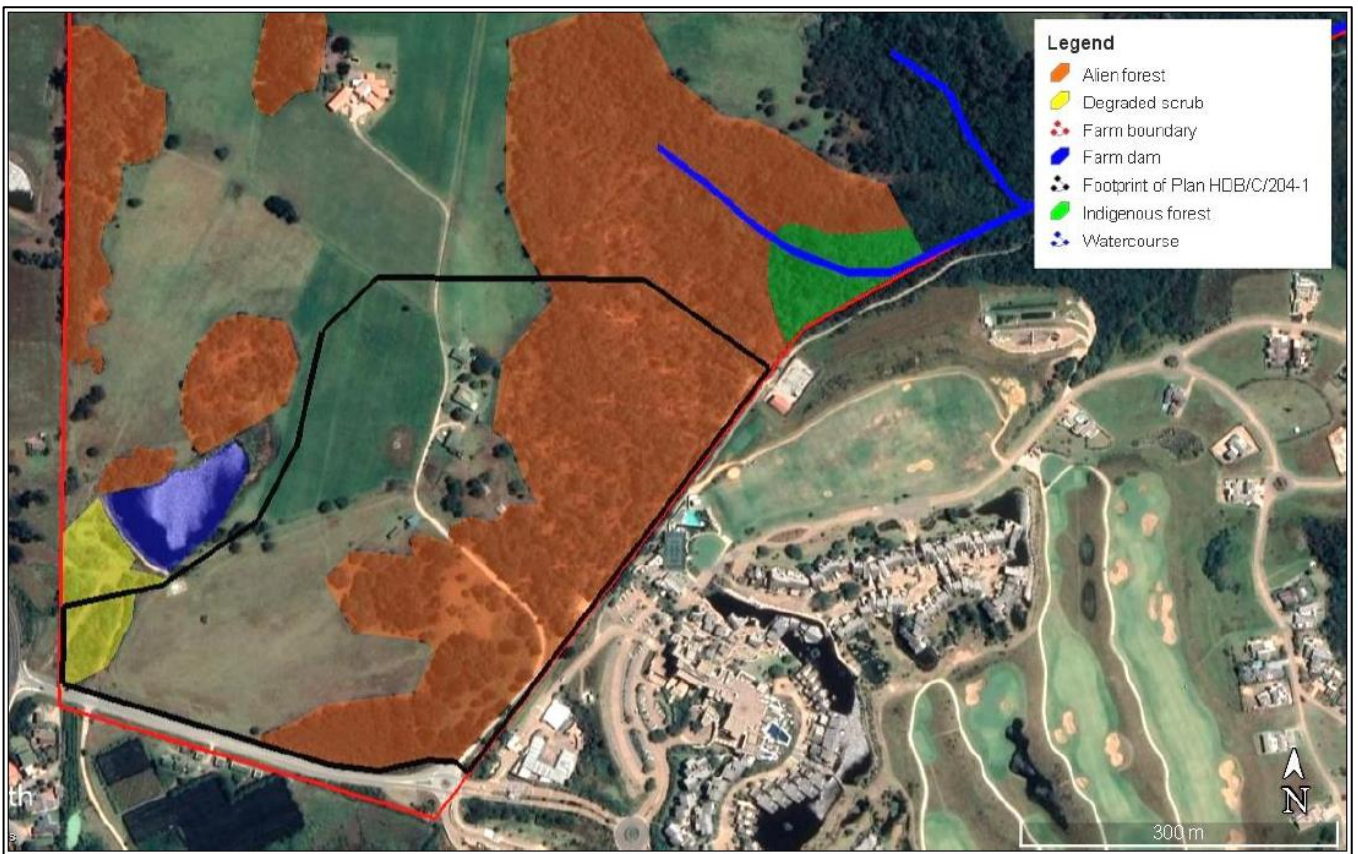 Legend
Alien forest
Degraded scrub
Farm boundary
Farm dam
Footprint of Plan HDB/C/204-1
Indigenous forest
Watercourse
th
N
300 m